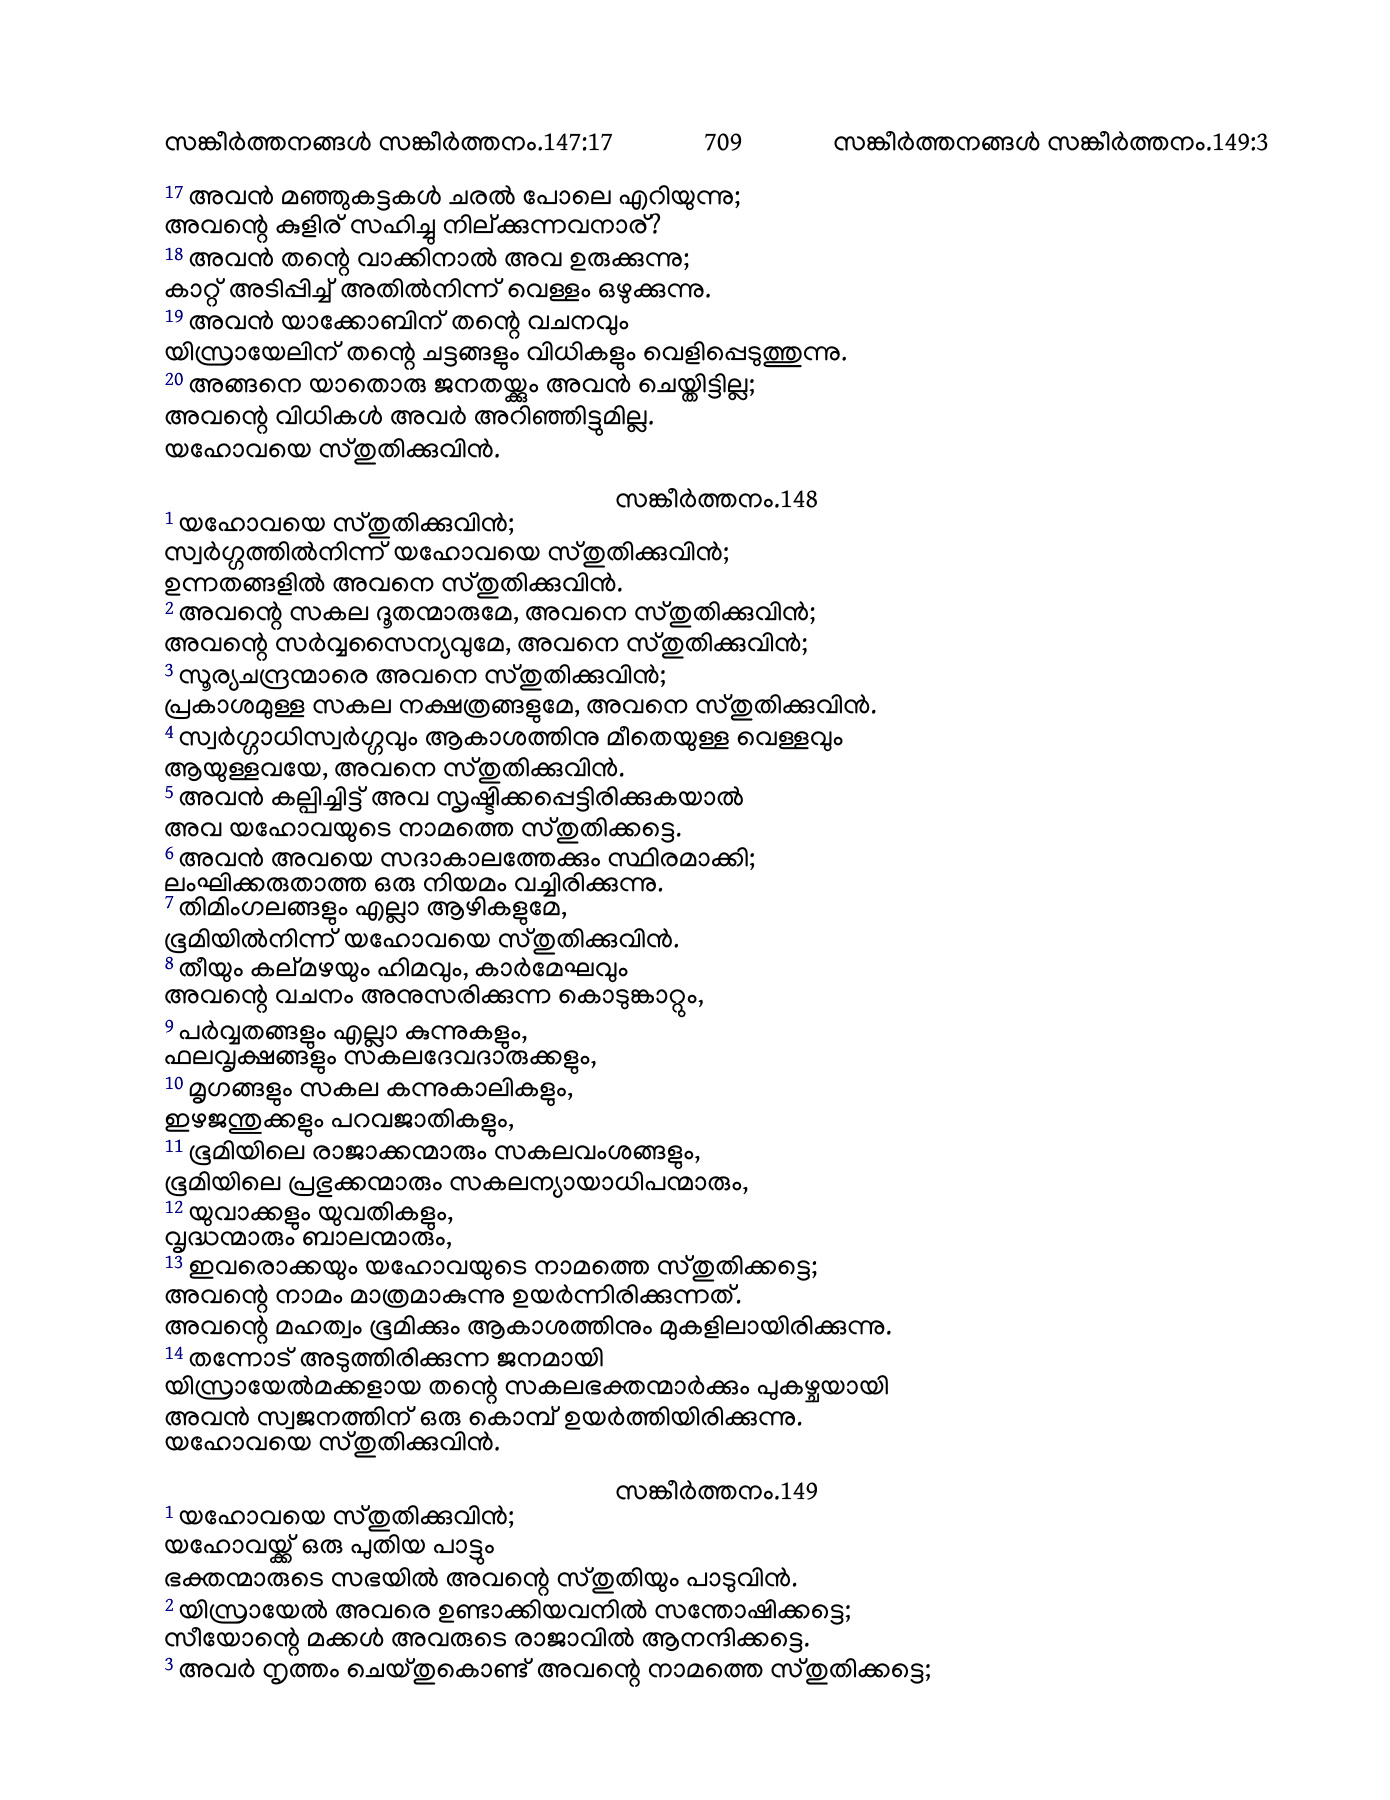 സങ്കീർത്തനങ്ങൾ സങ്കീർത്തനം.147:17 709 സങ്കീർത്തനങ്ങൾ സങ്കീർത്തനം.149:3
17 അവൻ മഞ്ഞുകട്ടകൾ ചരൽ പോലെ എറിയുന്നു;
അവന്റെ കുളിര് സഹിച്ചു നില്ക്കുന്നവനാര്?
18 അവൻ തന്റെ വാക്കിനാൽ അവ ഉരുക്കുന്നു;
കാറ്റ് അടിപ്പിച്ച് അതിൽനിന്ന് വെള്ളം ഒഴുക്കുന്നു.
19 അവൻ യാക്കോബിന് തന്റെ വചനവും
യിസ്രായേലിന് തന്റെ ചട്ടങ്ങളും വിധികളും വെളിപ്പെടുത്തുന്നു.
20 അങ്ങനെ യാതൊരു ജനതയ്ക്കും അവൻ ചെയ്തിട്ടില്ല;
അവന്റെ വിധികൾ അവർ അറിഞ്ഞിട്ടുമില്ല.
യഹോവയെ സ്തുതിക്കുവിൻ.
സങ്കീർത്തനം.148
1 യഹോവയെ സ്തുതിക്കുവിൻ;
സ്വർഗ്ഗത്തിൽനിന്ന് യഹോവയെ സ്തുതിക്കുവിൻ;
ഉന്നതങ്ങളിൽ അവനെ സ്തുതിക്കുവിൻ.
2 അവന്റെ സകല ദൂതന്മാരുമേ, അവനെ സ്തുതിക്കുവിൻ;
അവന്റെ സർവ്വസൈന്യവുമേ, അവനെ സ്തുതിക്കുവിൻ;
3 സൂര്യചന്ദ്രന്മാരെ അവനെ സ്തുതിക്കുവിൻ;
പ്രകാശമുള്ള സകല നക്ഷത്രങ്ങളുമേ, അവനെ സ്തുതിക്കുവിൻ.
4 സ്വർഗ്ഗാധിസ്വർഗ്ഗവും ആകാശത്തിനു മീതെയുള്ള വെള്ളവും
ആയുള്ളവയേ, അവനെ സ്തുതിക്കുവിൻ.
5 അവൻ കല്പിച്ചിട്ട് അവ സൃഷ്ടിക്കപ്പെട്ടിരിക്കുകയാൽ
അവ യഹോവയുടെ നാമത്തെ സ്തുതിക്കട്ടെ.
6 അവൻ അവയെ സദാകാലത്തേക്കും സ്ഥിരമാക്കി;
ലംഘിക്കരുതാത്ത ഒരു നിയമം വച്ചിരിക്കുന്നു.
7 തിമിംഗലങ്ങളും എല്ലാ ആഴികളുമേ,
ഭൂമിയിൽനിന്ന് യഹോവയെ സ്തുതിക്കുവിൻ.
8 തീയും കല്മഴയും ഹിമവും, കാർമേഘവും
അവന്റെ വചനം അനുസരിക്കുന്ന കൊടുങ്കാറ്റും,
9 പർവ്വതങ്ങളും എല്ലാ കുന്നുകളും,
ഫലവൃക്ഷങ്ങളും സകലദേവദാരുക്കളും,
10 മൃഗങ്ങളും സകല കന്നുകാലികളും,
ഇഴജന്തുക്കളും പറവജാതികളും,
11 ഭൂമിയിലെ രാജാക്കന്മാരും സകലവംശങ്ങളും,
ഭൂമിയിലെ പ്രഭുക്കന്മാരും സകലന്യായാധിപന്മാരും,
12 യുവാക്കളും യുവതികളും,
വൃദ്ധന്മാരും ബാലന്മാരും,
13 ഇവരൊക്കയും യഹോവയുടെ നാമത്തെ സ്തുതിക്കട്ടെ;
അവന്റെ നാമം മാത്രമാകുന്നു ഉയർന്നിരിക്കുന്നത്.
അവന്റെ മഹത്വം ഭൂമിക്കും ആകാശത്തിനും മുകളിലായിരിക്കുന്നു.
14 തന്നോട് അടുത്തിരിക്കുന്ന ജനമായി
യിസ്രായേൽമക്കളായ തന്റെ സകലഭക്തന്മാർക്കും പുകഴ്ചയായി
അവൻ സ്വജനത്തിന് ഒരു കൊമ്പ് ഉയർത്തിയിരിക്കുന്നു.
യഹോവയെ സ്തുതിക്കുവിൻ.
സങ്കീർത്തനം.149
1 യഹോവയെ സ്തുതിക്കുവിൻ;
യഹോവയ്ക്ക് ഒരു പുതിയ പാട്ടും
ഭക്തന്മാരുടെ സഭയിൽ അവന്റെ സ്തുതിയും പാടുവിൻ.
2 യിസ്രായേൽ അവരെ ഉണ്ടാക്കിയവനിൽ സന്തോഷിക്കട്ടെ;
സീയോന്റെ മക്കൾ അവരുടെ രാജാവിൽ ആനന്ദിക്കട്ടെ.
3 അവർ നൃത്തം ചെയ്തുകൊണ്ട് അവന്റെ നാമത്തെ സ്തുതിക്കട്ടെ;